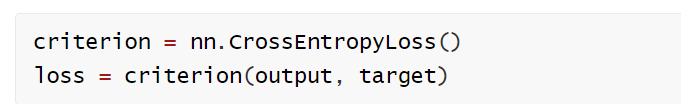 criterion = nn.CrossEntropyLoss()
loss = criterion(output, target)